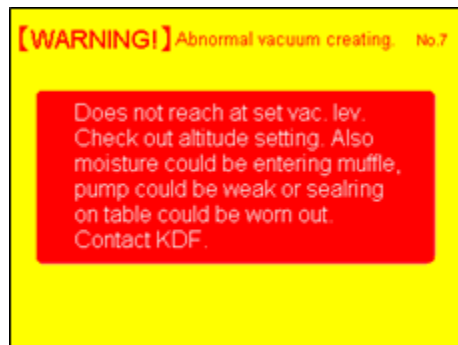 【WARNING!】Abnormal vacuum creating. No.7
Does not reach at set vac. lev.
Check out altitude setting. Also
moisture could be entering muffle,
pump could be weak or sealring
on table could be worn out.
Contact KDF.